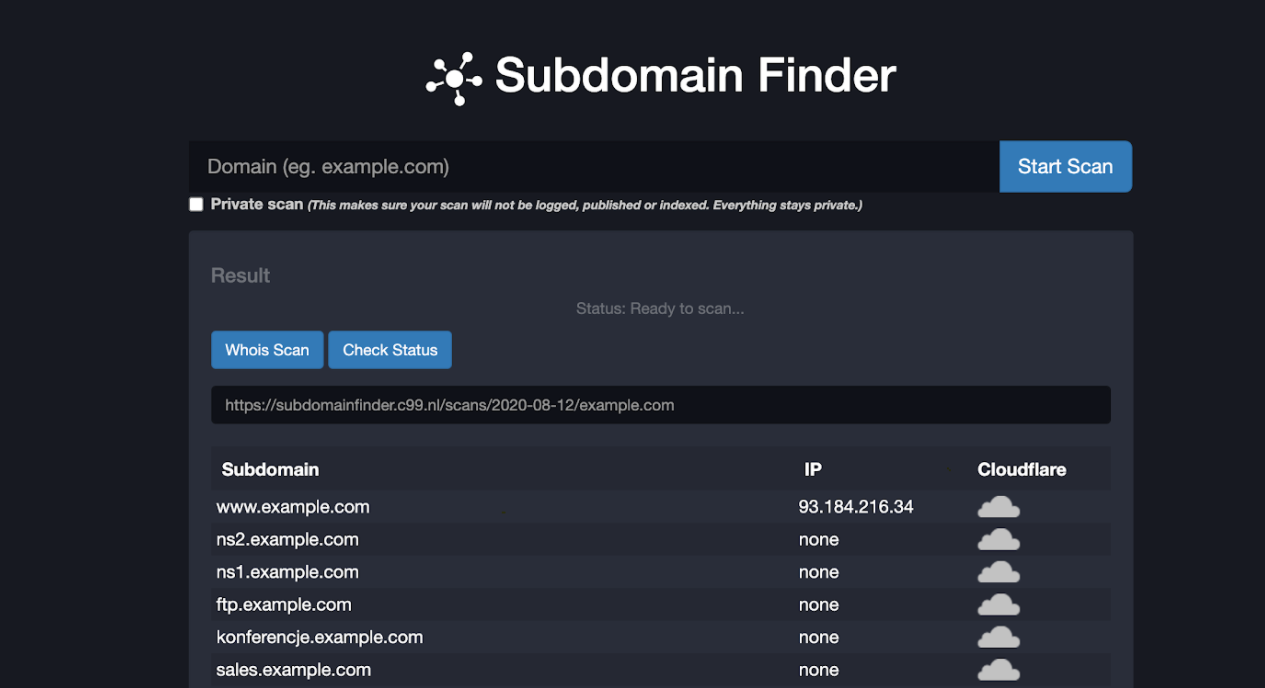 Subdomain Finder
Domain (eg. example.com)
Start Scan
Private scan (This makes sure your scan will not be logged, published or indexed. Everything stays private.)
Result
Status: Ready to scan...
Whois Scan Check Status
https://subdomainfinder.c99.nl/scans/2020-08-12/example.com
Subdomain IP Cloudflare
www.example.com 93.184.216.34
ns2.example.com none
ns1.example.com none
ftp.example.com none
konferencje.example.com none
sales.example.com none